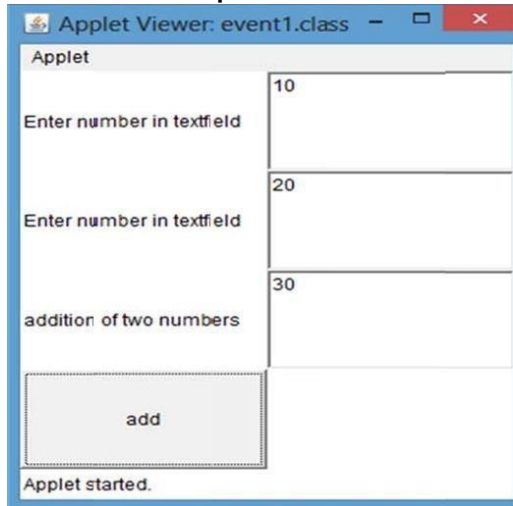 Applet Viewer: event1.class
Applet
Enter number in textfield
10
Enter number in textfield
20
addition of two numbers
30
add
Applet started.